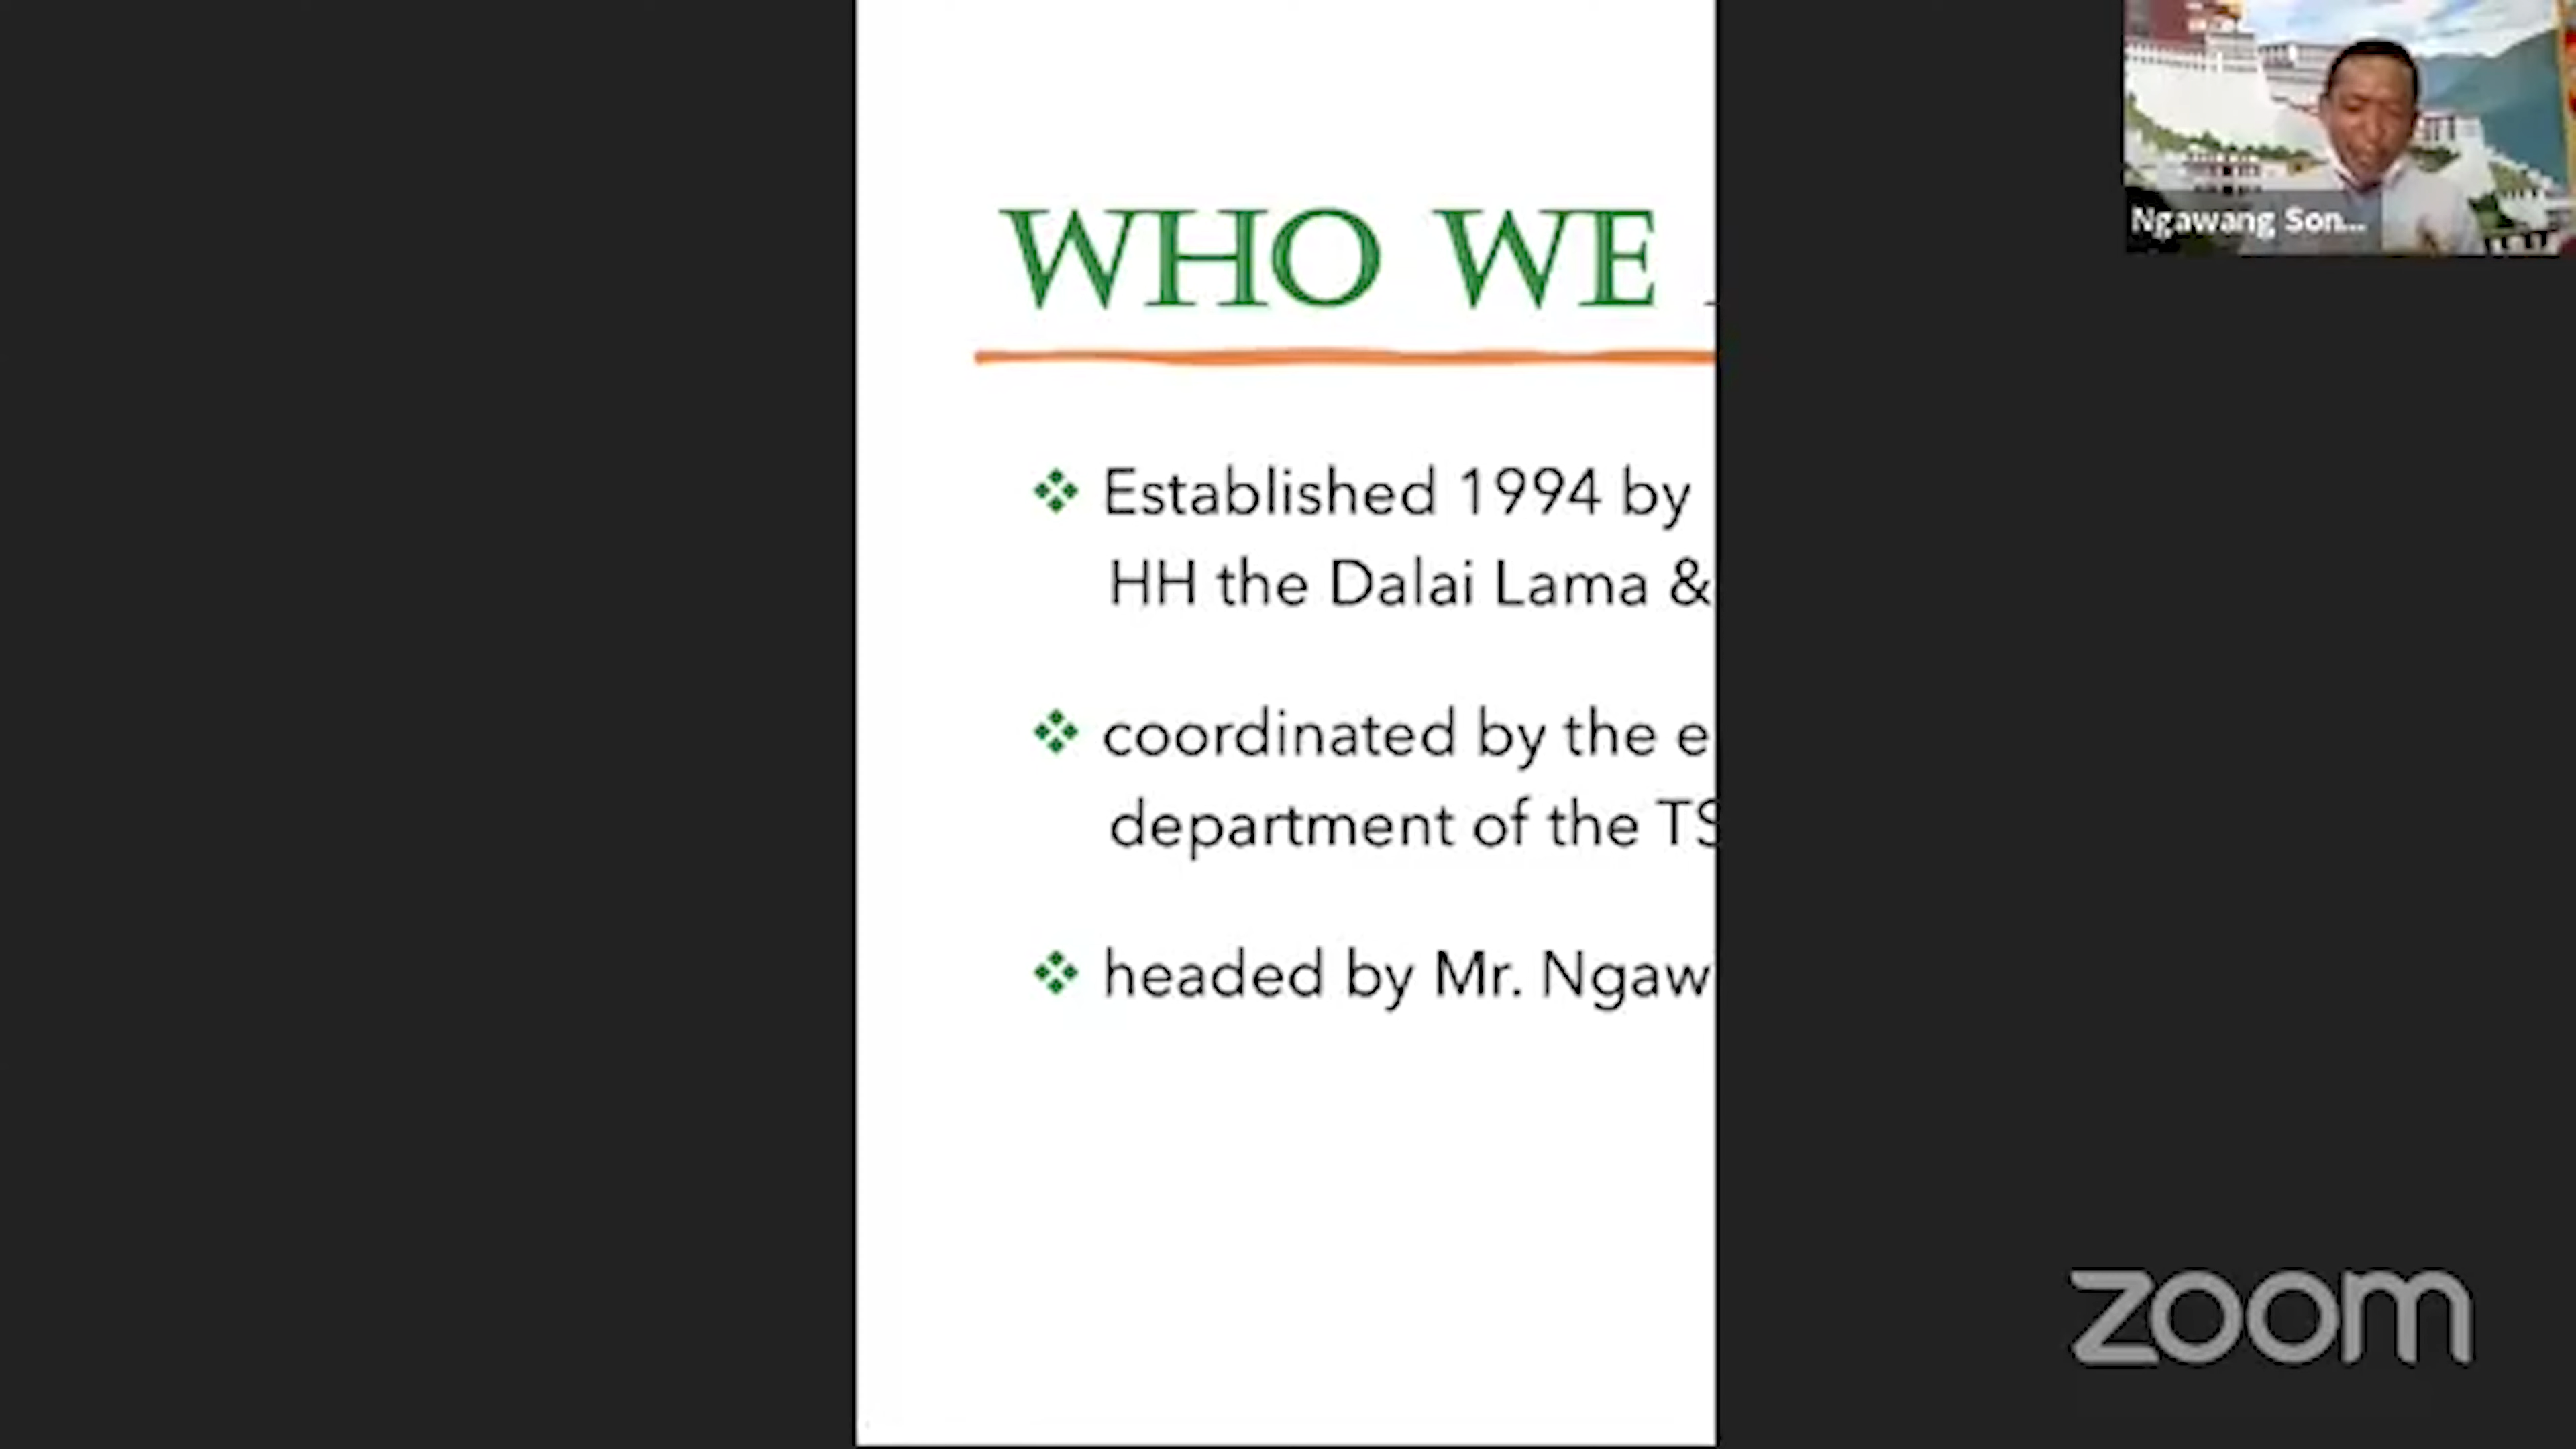 WHO WE
❖ Established 1994 by
HH the Dalai Lama &
❖ coordinated by the e
department of the TS
❖ headed by Mr. Ngaw
Ngawang Son...
zoom